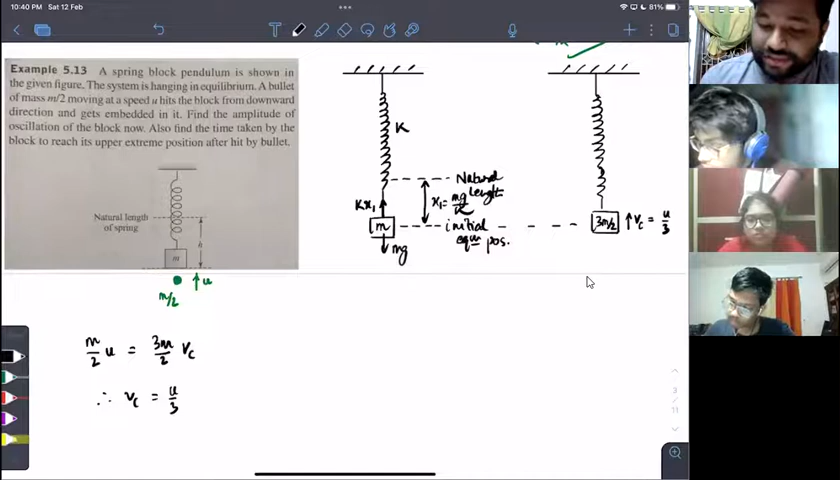 10:40 PM Sat 12 Feb
81%
Example 5.13 A spring block pendulum is shown in
the given figure. The system is hanging in equilibrium. A bullet
of mass m/2 moving at a speed u hits the block from downward
direction and gets embedded in it. Find the amplitude of
oscillation of the block now. Also find the time taken by the
block to reach its upper extreme position after hit by bullet.
Natural length
of spring
h
m
m/2
u
K
Natural
length
x₁ = mg/K
Kx₁
m
mg
initial
equm pos.
3m/2
v_c = u/3
m/2 u = 3m/2 v_c
∴ v_c = u/3
3
/
11